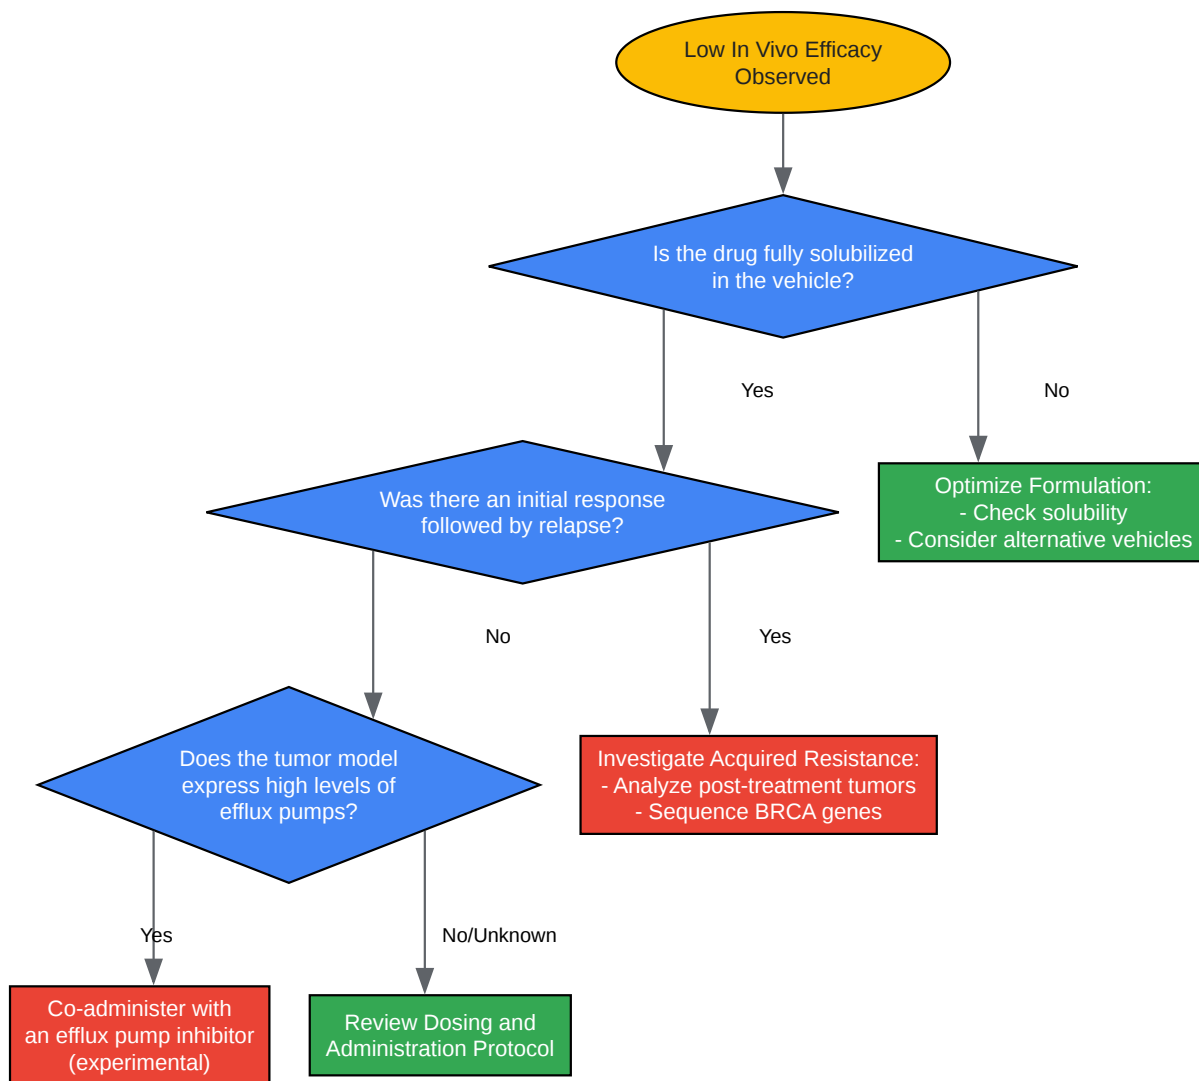 Low In Vivo Efficacy
Observed
Is the drug fully solubilized
in the vehicle?
Yes
No
Was there an initial response
followed by relapse?
Optimize Formulation:
- Check solubility
- Consider alternative vehicles
No
Yes
Does the tumor model
express high levels of
efflux pumps?
Investigate Acquired Resistance:
- Analyze post-treatment tumors
- Sequence BRCA genes
Yes
No/Unknown
Co-administer with
an efflux pump inhibitor
(experimental)
Review Dosing and
Administration Protocol